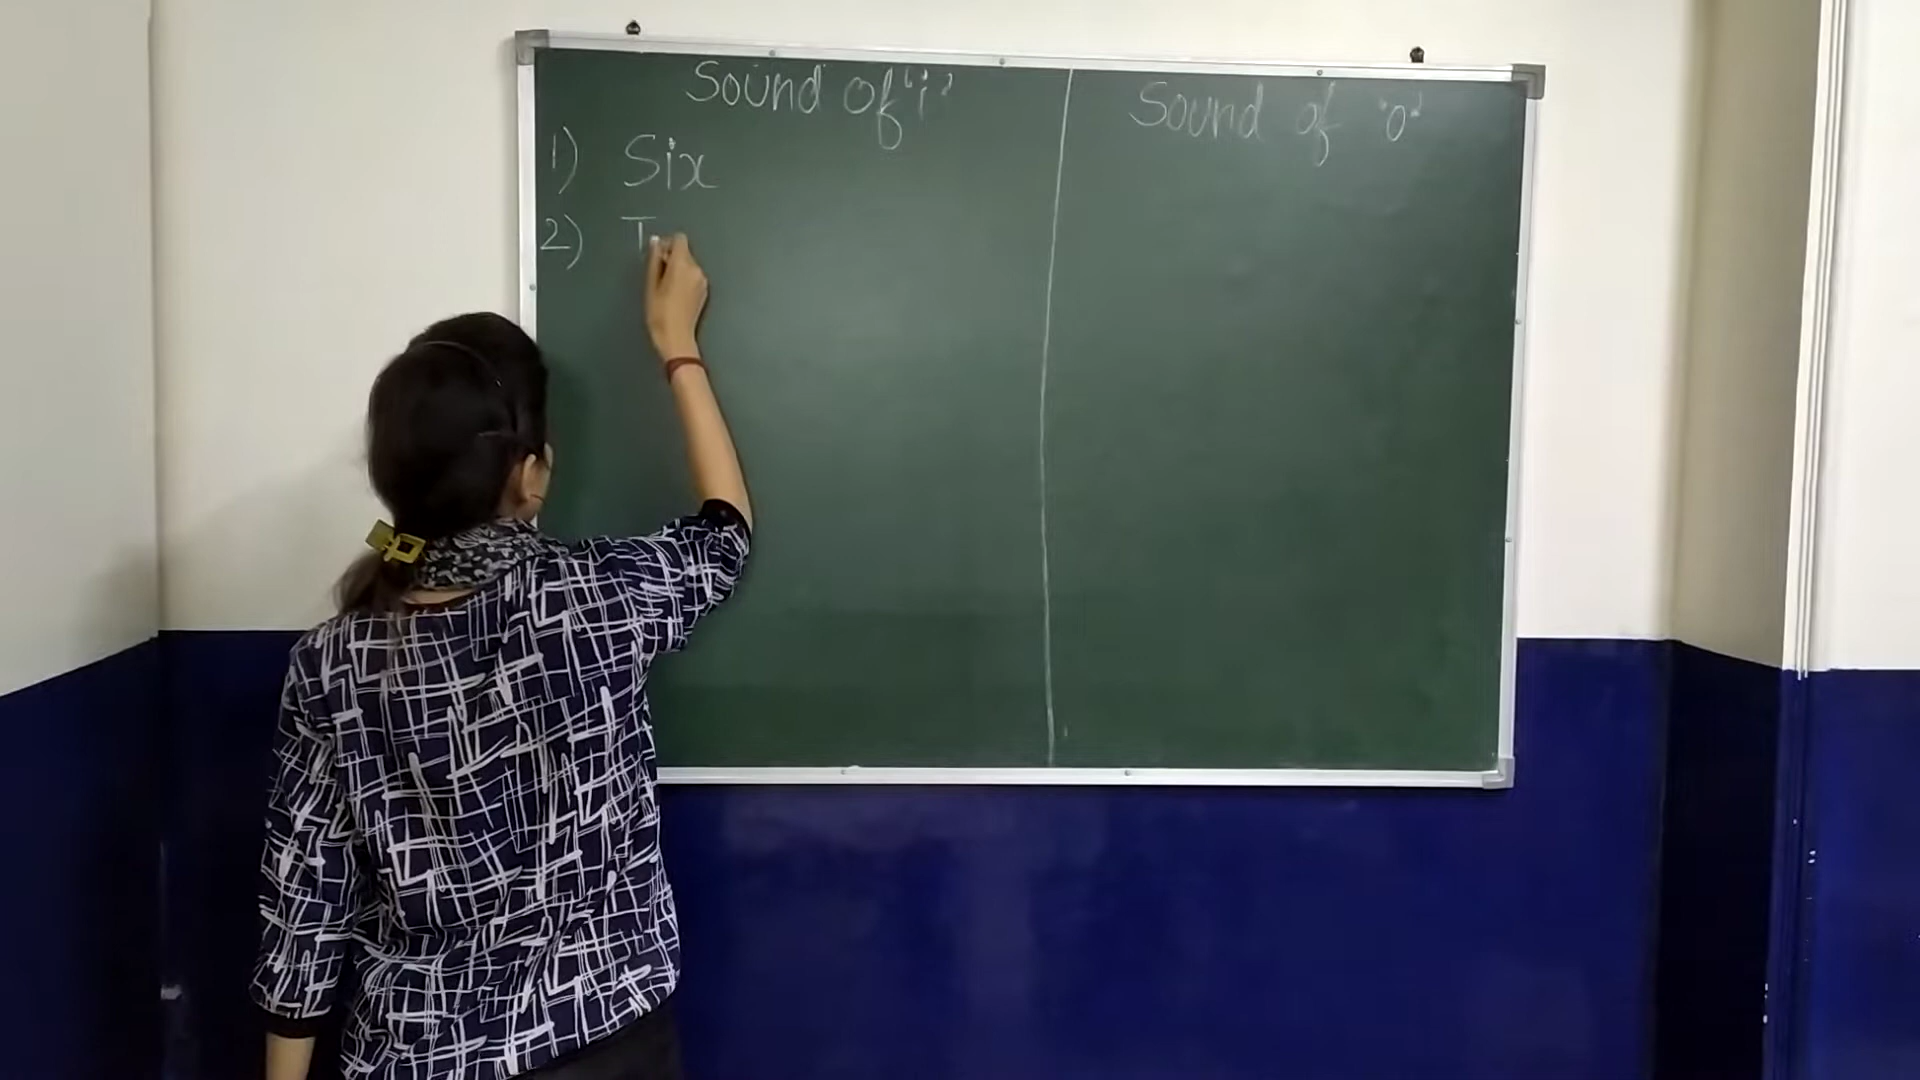 Sound of 'i'
Sound of 'o'
1) Six
2) T